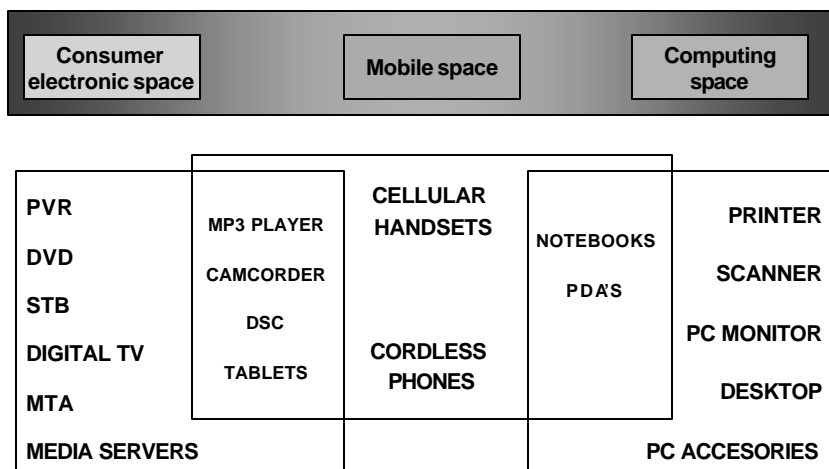 Consumer
electronic space
Mobile space
Computing
space
PVR
DVD
STB
DIGITAL TV
MTA
MEDIA SERVERS
MP3 PLAYER
CAMCORDER
DSC
TABLETS
CELLULAR
HANDSETS
CORDLESS
PHONES
NOTEBOOKS
PDA'S
PRINTER
SCANNER
PC MONITOR
DESKTOP
PC ACCESORIES